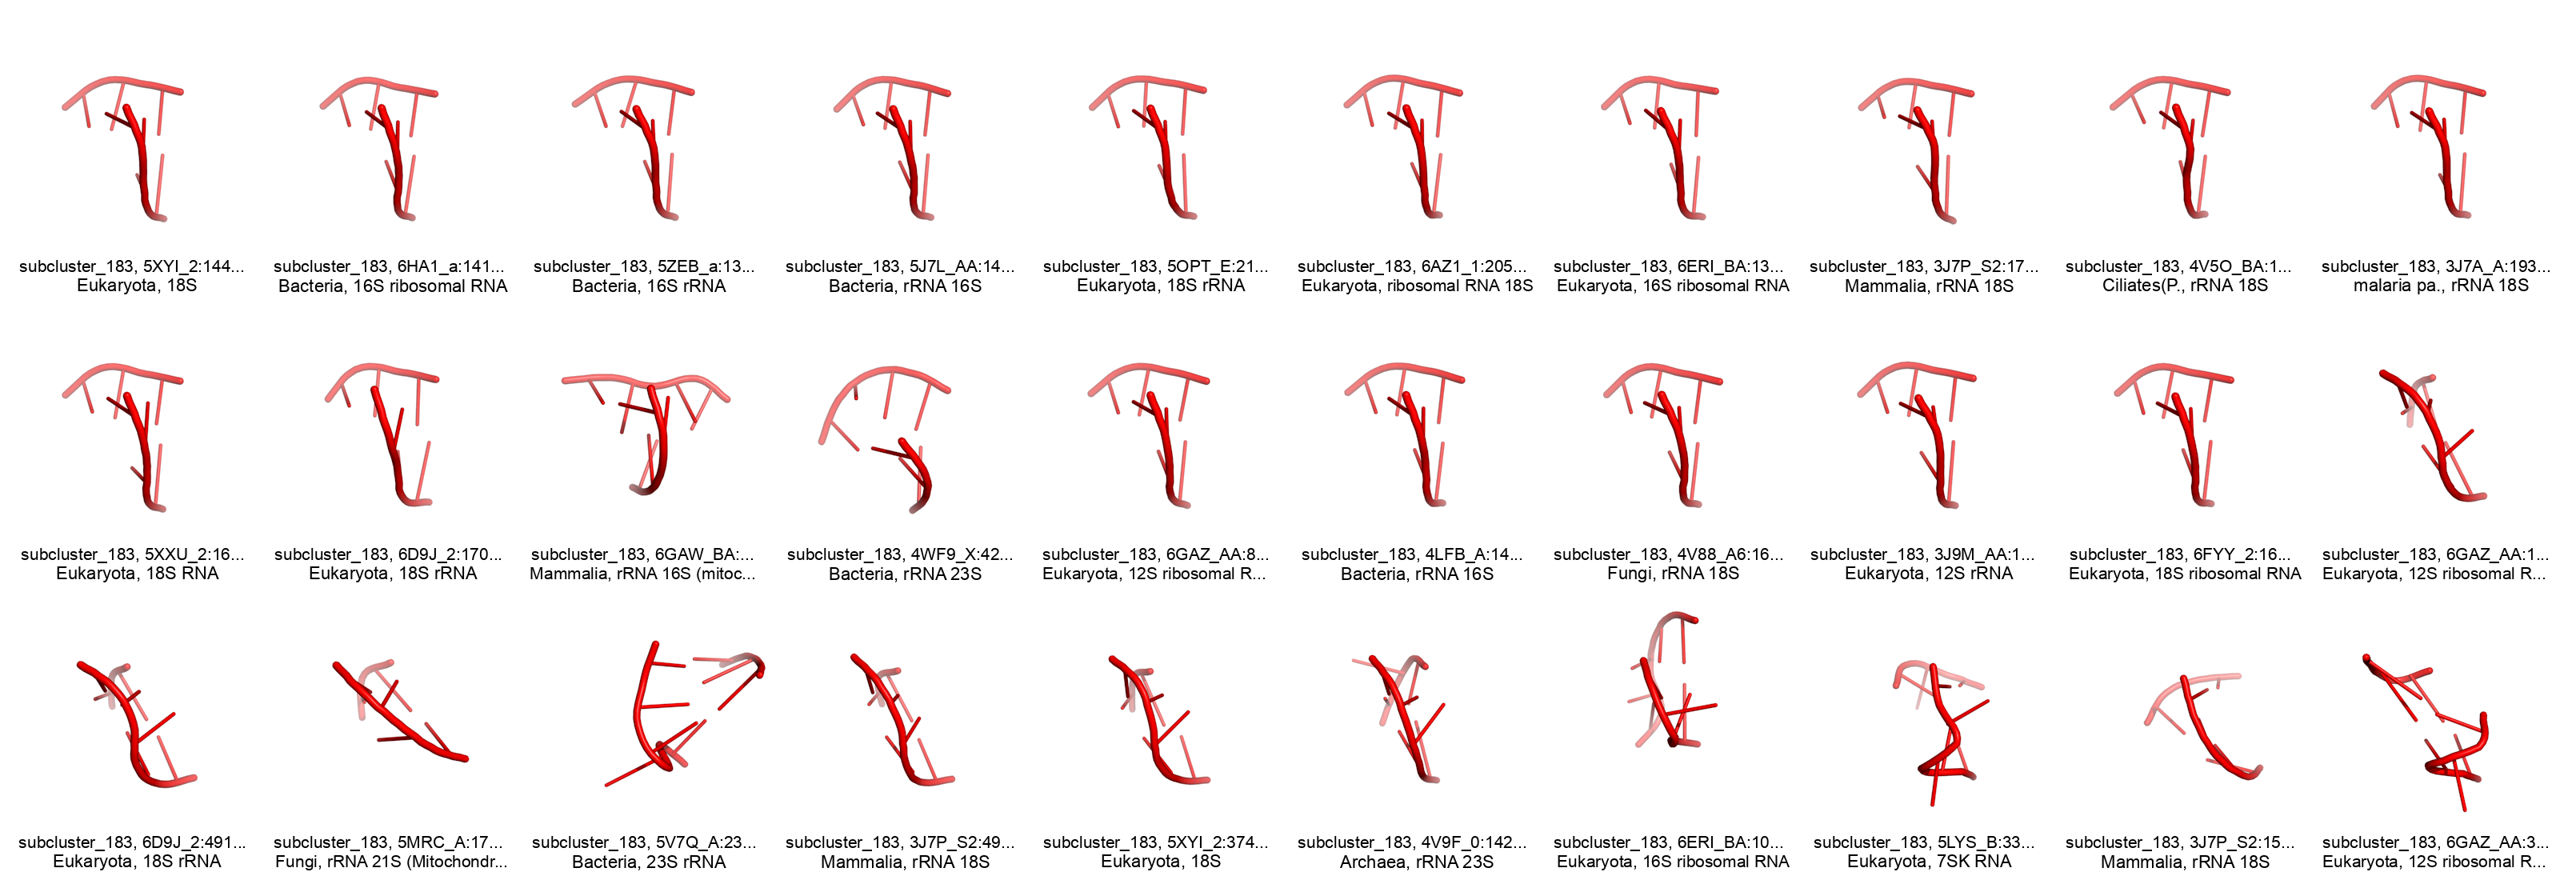 subcluster_183, 5XYI_2:144...
Eukaryota, 18S
subcluster_183, 6HA1_a:141...
Bacteria, 16S ribosomal RNA
subcluster_183, 5ZEB_a:13...
Bacteria, 16S rRNA
subcluster_183, 5J7L_AA:14...
Bacteria, rRNA 16S
subcluster_183, 5OPT_E:21...
Eukaryota, 18S rRNA
subcluster_183, 6AZ1_1:205...
Eukaryota, ribosomal RNA 18S
subcluster_183, 6ERI_BA:13...
Eukaryota, 16S ribosomal RNA
subcluster_183, 3J7P_S2:17...
Mammalia, rRNA 18S
subcluster_183, 4V5O_BA:1...
Ciliates(P., rRNA 18S
subcluster_183, 3J7A_A:193...
malaria pa., rRNA 18S
subcluster_183, 5XXU_2:16...
Eukaryota, 18S RNA
subcluster_183, 6D9J_2:170...
Eukaryota, 18S rRNA
subcluster_183, 6GAW_BA:...
Mammalia, rRNA 16S (mitoc...
subcluster_183, 4WF9_X:42...
Bacteria, rRNA 23S
subcluster_183, 6GAZ_AA:8...
Eukaryota, 12S ribosomal R...
subcluster_183, 4LFB_A:14...
Bacteria, rRNA 16S
subcluster_183, 4V88_A6:16...
Fungi, rRNA 18S
subcluster_183, 3J9M_AA:1...
Eukaryota, 12S rRNA
subcluster_183, 6FYY_2:16...
Eukaryota, 18S ribosomal RNA
subcluster_183, 6GAZ_AA:1...
Eukaryota, 12S ribosomal R...
subcluster_183, 6D9J_2:491...
Eukaryota, 18S rRNA
subcluster_183, 5MRC_A:17...
Fungi, rRNA 21S (Mitochondr...
subcluster_183, 5V7Q_A:23...
Bacteria, 23S rRNA
subcluster_183, 3J7P_S2:49...
Mammalia, rRNA 18S
subcluster_183, 5XYI_2:374...
Eukaryota, 18S
subcluster_183, 4V9F_0:142...
Archaea, rRNA 23S
subcluster_183, 6ERI_BA:10...
Eukaryota, 16S ribosomal RNA
subcluster_183, 5LYS_B:33...
Eukaryota, 7SK RNA
subcluster_183, 3J7P_S2:15...
Mammalia, rRNA 18S
subcluster_183, 6GAZ_AA:3...
Eukaryota, 12S ribosomal R...